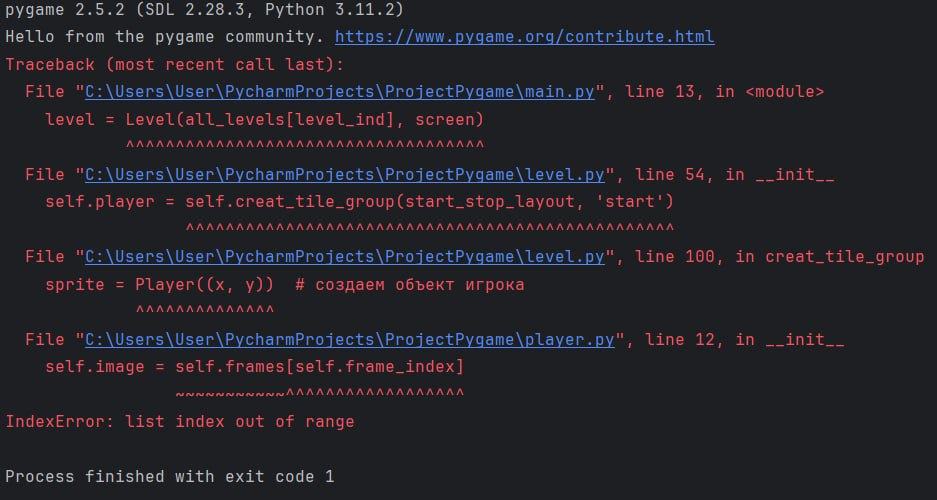 pygame 2.5.2 (SDL 2.28.3, Python 3.11.2)
Hello from the pygame community. https://www.pygame.org/contribute.html
Traceback (most recent call last):
  File "C:\Users\User\PycharmProjects\ProjectPygame\main.py", line 13, in <module>
    level = Level(all_levels[level_ind], screen)
            ^^^^^^^^^^^^^^^^^^^^^^^^^^^^^^^^^^^^
  File "C:\Users\User\PycharmProjects\ProjectPygame\level.py", line 54, in __init__
    self.player = self.creat_tile_group(start_stop_layout, 'start')
                  ^^^^^^^^^^^^^^^^^^^^^^^^^^^^^^^^^^^^^^^^^^^^^^^^^
  File "C:\Users\User\PycharmProjects\ProjectPygame\level.py", line 100, in creat_tile_group
    sprite = Player((x, y))  # создаем объект игрока
             ^^^^^^^^^^^^^^
  File "C:\Users\User\PycharmProjects\ProjectPygame\player.py", line 12, in __init__
    self.image = self.frames[self.frame_index]
                 ~~~~~~~~~~~^^^^^^^^^^^^^^^^^^
IndexError: list index out of range

Process finished with exit code 1